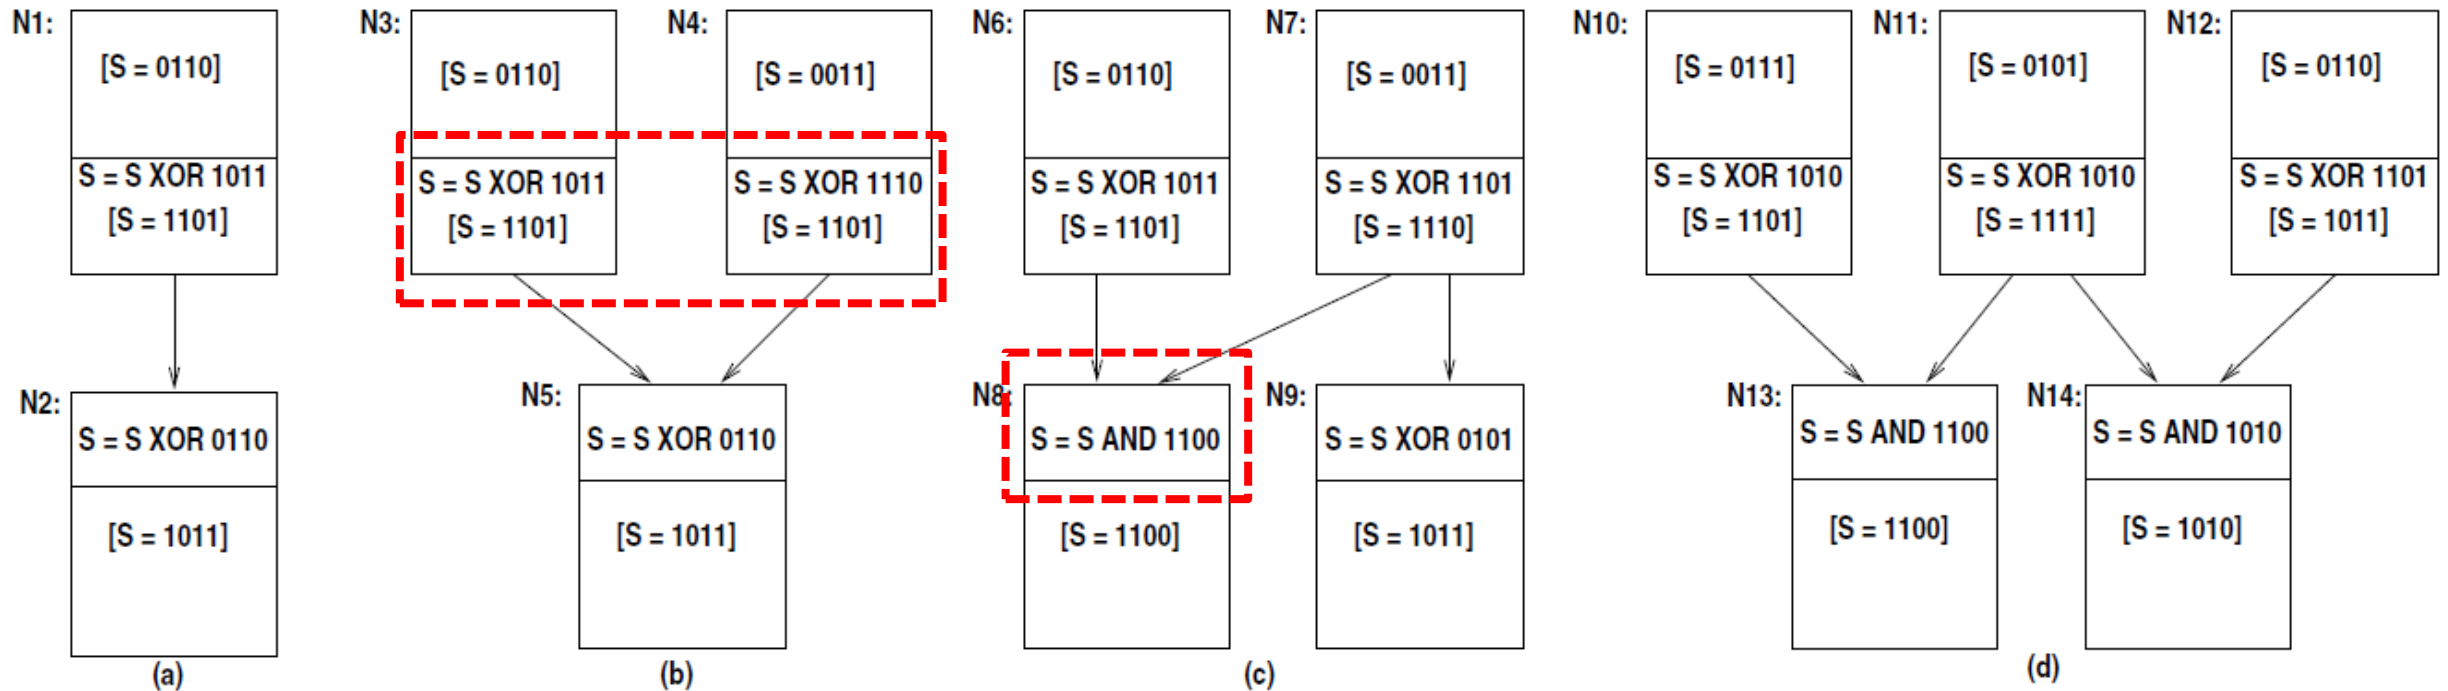 N1:
[S = 0110]
S = S XOR 1011
[S = 1101]
N2:
S = S XOR 0110
[S = 1011]
(a)
N3:
[S = 0110]
S = S XOR 1011
[S = 1101]
N4:
[S = 0011]
S = S XOR 1110
[S = 1101]
N5:
S = S XOR 0110
[S = 1011]
(b)
N6:
[S = 0110]
S = S XOR 1011
[S = 1101]
N7:
[S = 0011]
S = S XOR 1101
[S = 1110]
N8:
S = S AND 1100
[S = 1100]
N9:
S = S XOR 0101
[S = 1011]
(c)
N10:
[S = 0111]
S = S XOR 1010
[S = 1101]
N11:
[S = 0101]
S = S XOR 1010
[S = 1111]
N12:
[S = 0110]
S = S XOR 1101
[S = 1011]
N13:
S = S AND 1100
[S = 1100]
N14:
S = S AND 1010
[S = 1010]
(d)